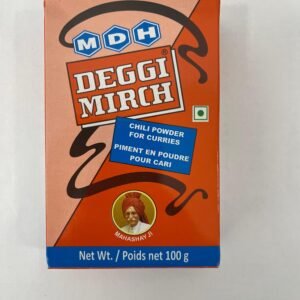 MDH
®
DEGGI
MIRCH
CHILI POWDER
FOR CURRIES
PIMENT EN POUDRE
POUR CARI
MAHASHAY JI
Net Wt. / Poids net 100 g